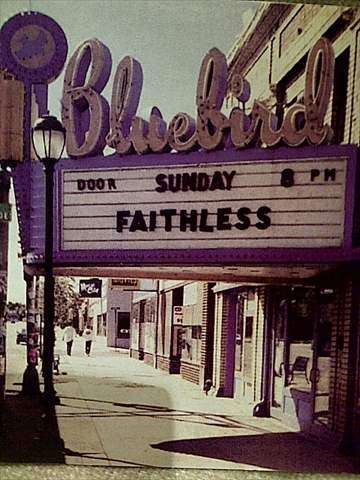 Bluebird
DOOR SUNDAY 8 PM
FAITHLESS